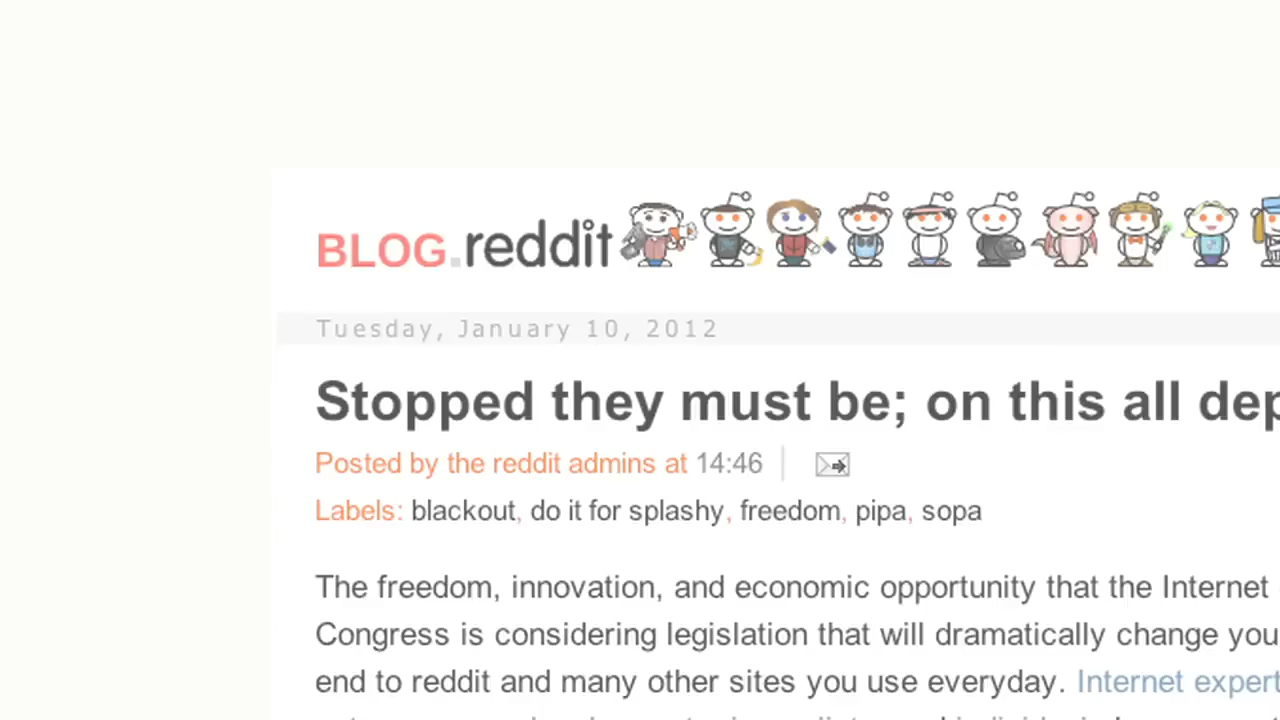 BLOG.reddit
Tuesday, January 10, 2012
Stopped they must be; on this all
Posted by the reddit admins at 14:46
Labels: blackout, do it for splashy, freedom, pipa, sopa
The freedom, innovation, and economic opportunity that the Internet
Congress is considering legislation that will dramatically change
end to reddit and many other sites you use everyday. Internet